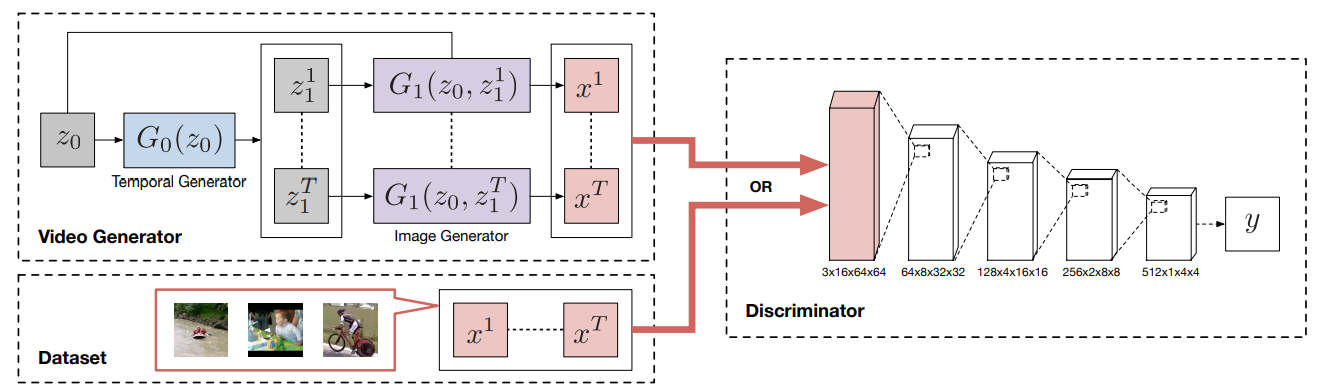 z_0
G_0(z_0)
Temporal Generator
z_1^1
z_1^T
G_1(z_0, z_1^1)
G_1(z_0, z_1^T)
Image Generator
x^1
x^T
Video Generator
x^1
x^T
Dataset
OR
3x16x64x64
64x8x32x32
128x4x16x16
256x2x8x8
512x1x4x4
y
Discriminator